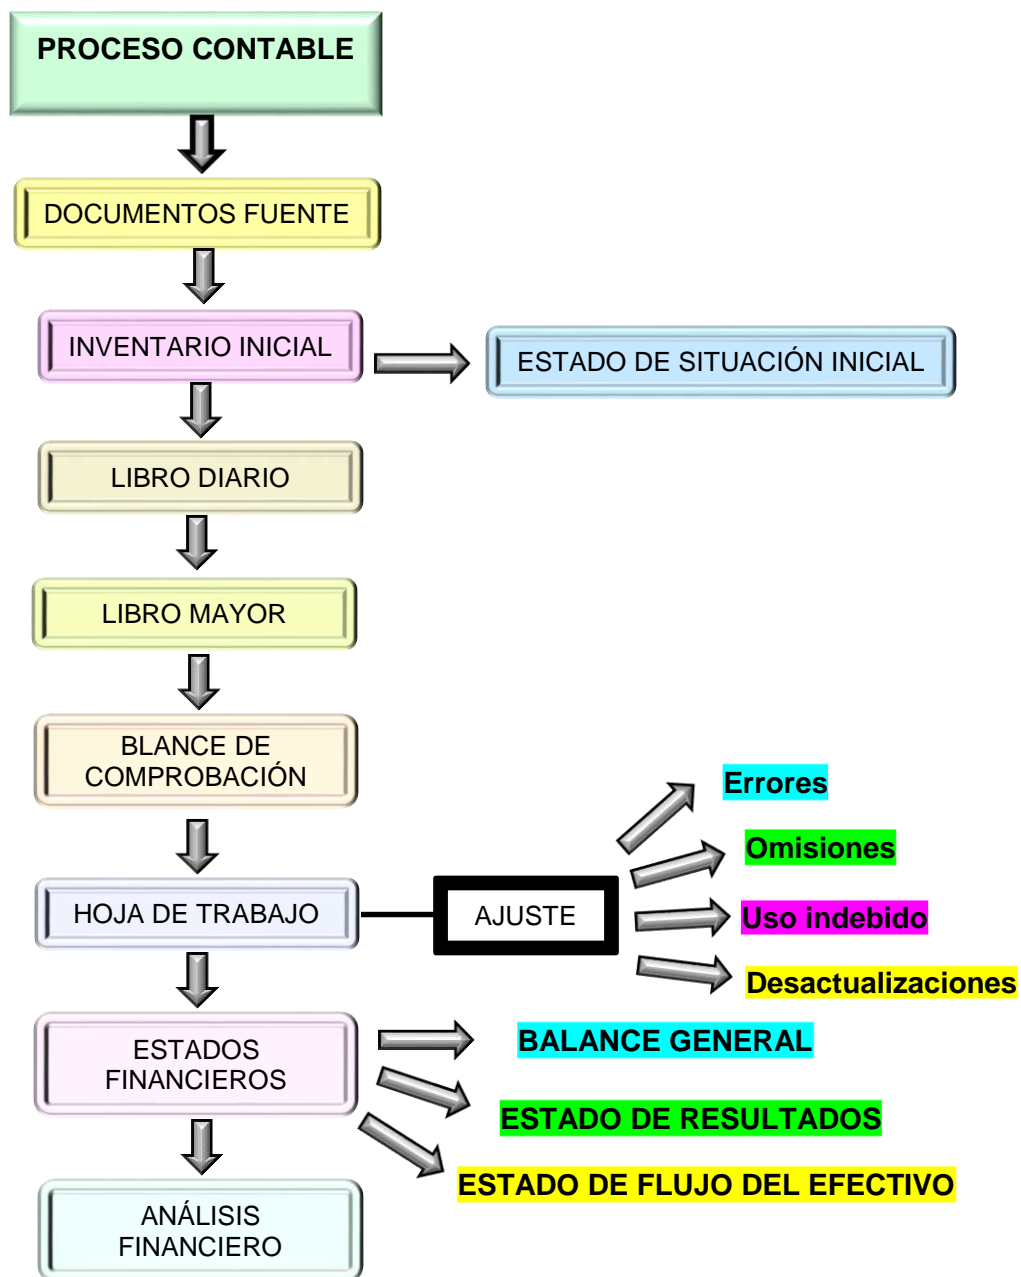 PROCESO CONTABLE
DOCUMENTOS FUENTE
INVENTARIO INICIAL
ESTADO DE SITUACIÓN INICIAL
LIBRO DIARIO
LIBRO MAYOR
BLANCE DE
COMPROBACIÓN
Errores
Omisiones
HOJA DE TRABAJO
AJUSTE
Uso indebido
Desactualizaciones
ESTADOS
FINANCIEROS
BALANCE GENERAL
ESTADO DE RESULTADOS
ESTADO DE FLUJO DEL EFECTIVO
ANÁLISIS
FINANCIERO